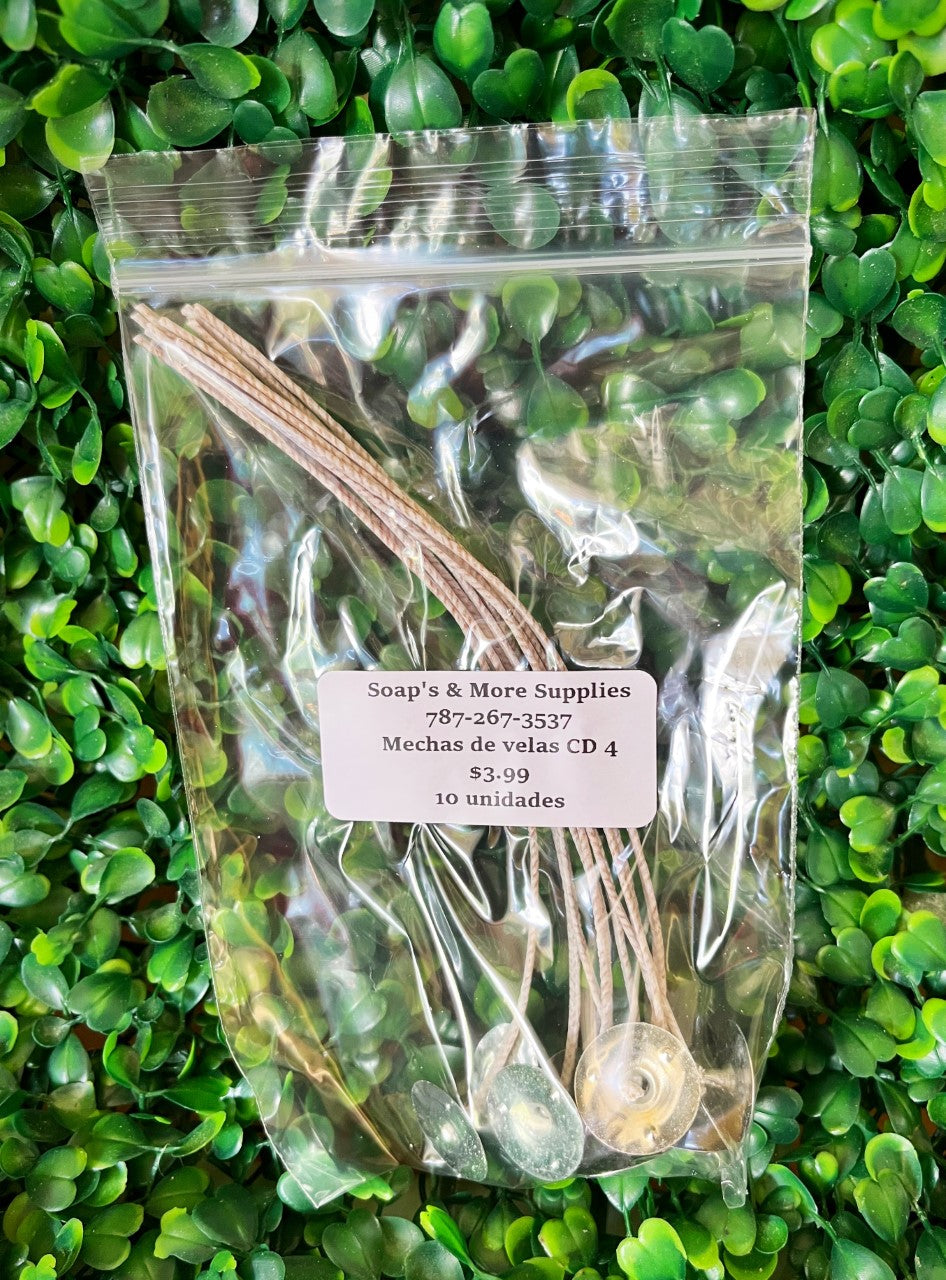 Soap's & More Supplies
787-267-3537
Mechas de velas CD 4
$3.99
10 unidades